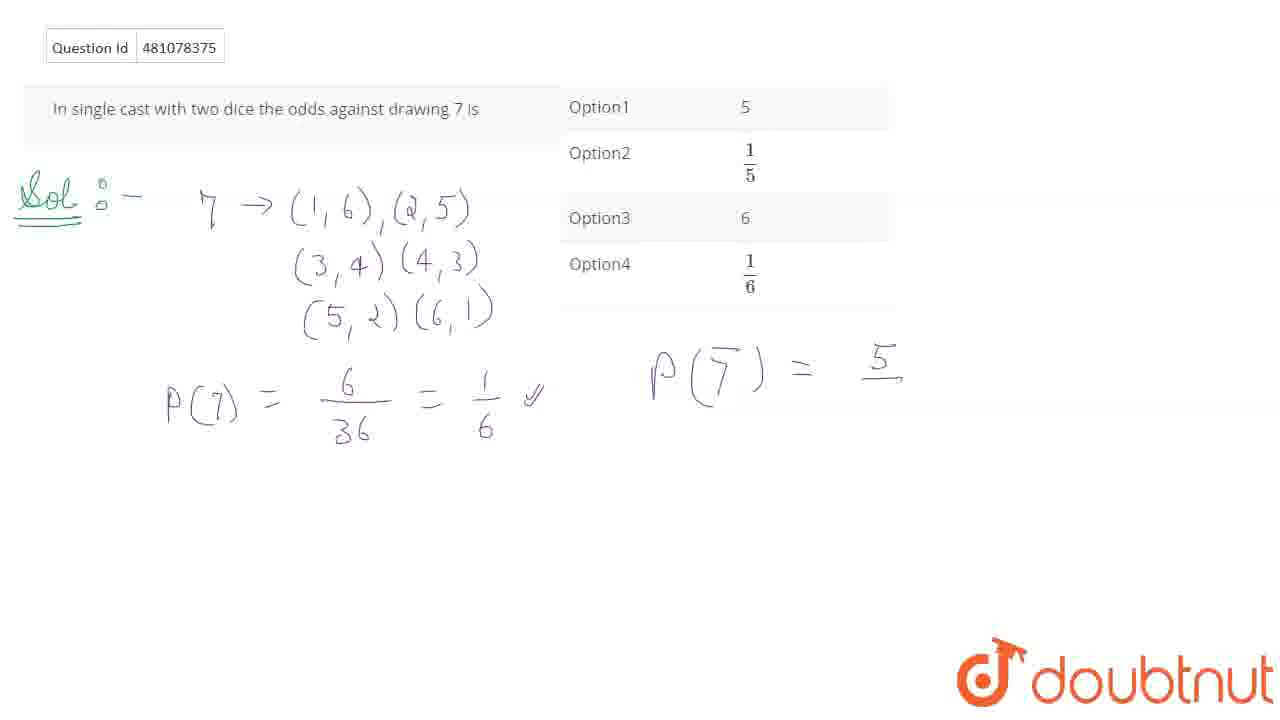 Question Id 481078375
In single cast with two dice the odds against drawing 7 is
Option1 5
Option2 1/5
Option3 6
Option4 1/6
Sol :- 7 → (1, 6), (2, 5)
(3, 4) (4, 3)
(5, 2) (6, 1)
P(7) = 6/36 = 1/6 ✓
P(7̅) = 5/
doubtnut